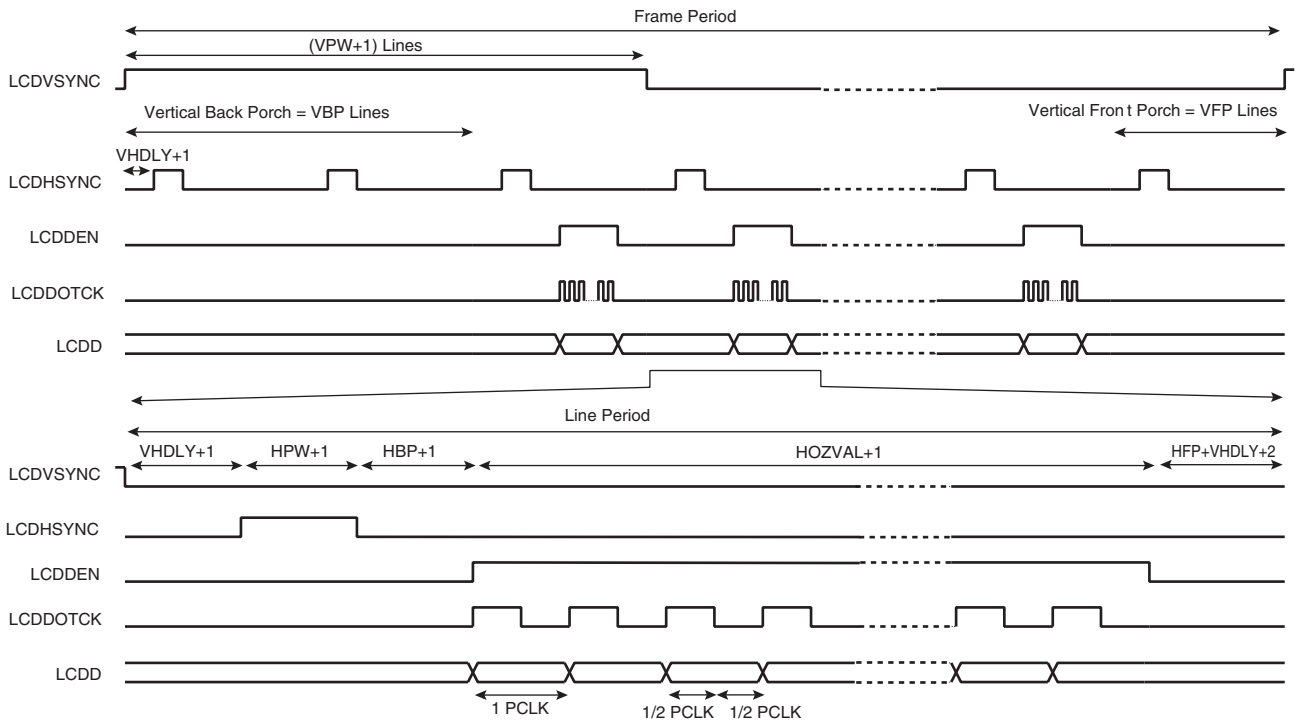 Frame Period
(VPW+1) Lines
LCDVSYNC
Vertical Back Porch = VBP Lines
Vertical Front Porch = VFP Lines
VHDLY+1
LCDHSYNC
LCDDEN
LCDDOTCK
LCDD
Line Period
VHDLY+1 HPW+1 HBP+1 HOZVAL+1 HFP+VHDLY+2
LCDVSYNC
LCDHSYNC
LCDDEN
LCDDOTCK
LCDD
1 PCLK 1/2 PCLK 1/2 PCLK